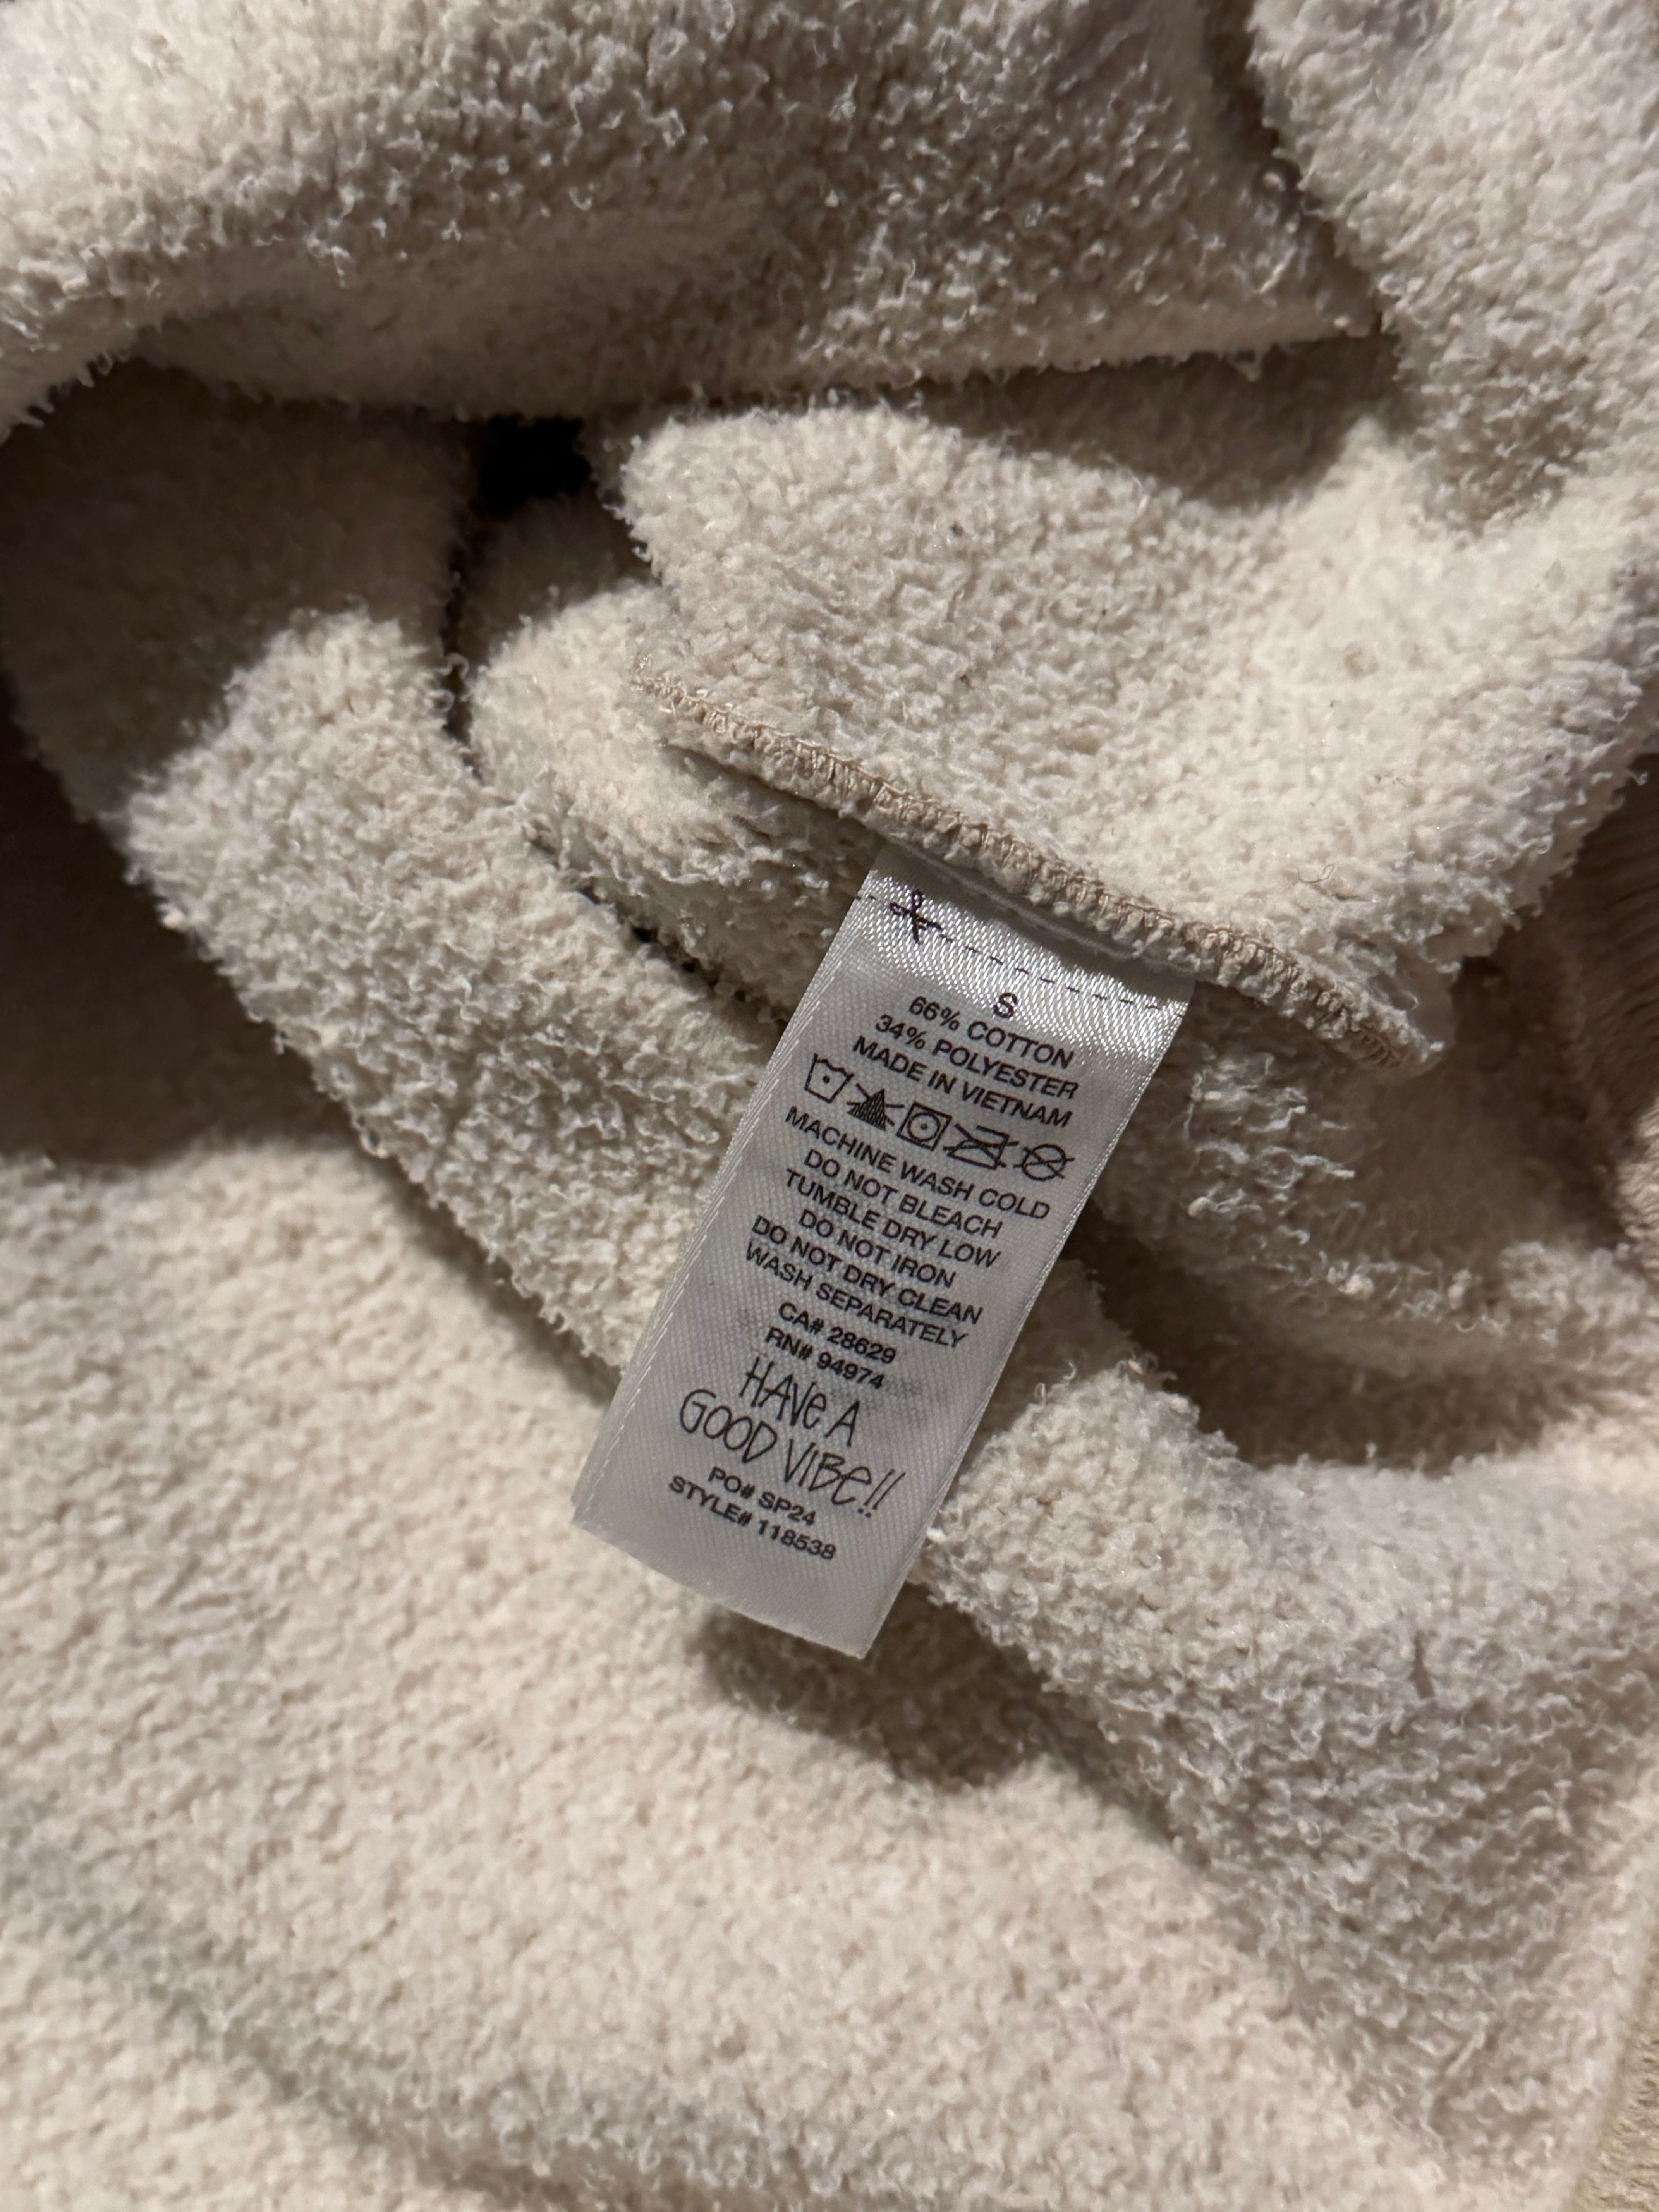 S
66% COTTON
34% POLYESTER
MADE IN VIETNAM
MACHINE WASH COLD
DO NOT BLEACH
TUMBLE DRY LOW
DO NOT IRON
DO NOT DRY CLEAN
WASH SEPARATELY
CA# 28629
RN# 94974
HAVe A
GOOD VIBe!!
PO# SP24
STYLE# 118538